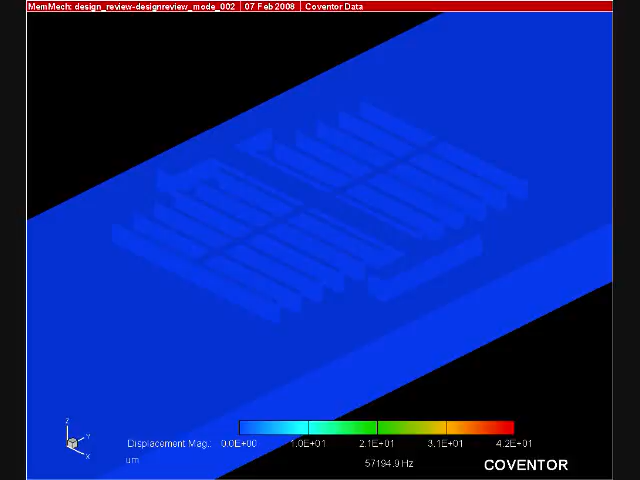 MemMech: design_review-designreview_mode_002 | 07 Feb 2008 | Coventor Data
Z
Y
X
Displacement Mag.: 0.0E+00 1.0E+01 2.1E+01 3.1E+01 4.2E+01
um
57194.9 Hz
COVENTOR